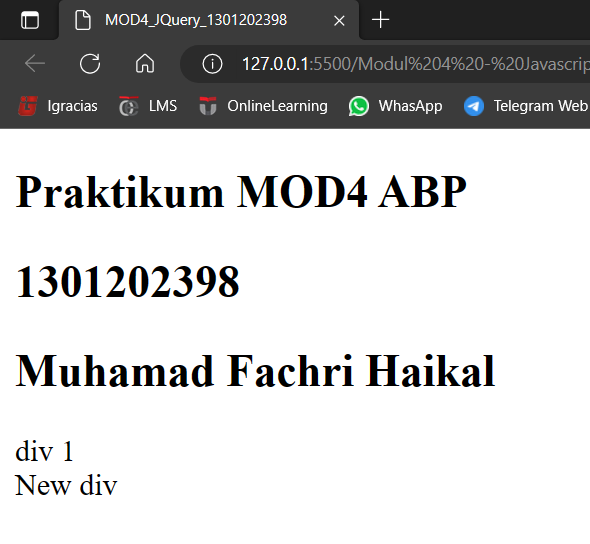 MOD4_JQuery_1301202398
127.0.0.1:5500/Modul%204%20-%20Javascrip
Igracias LMS OnlineLearning WhasApp Telegram Web
Praktikum MOD4 ABP
1301202398
Muhamad Fachri Haikal
div 1
New div